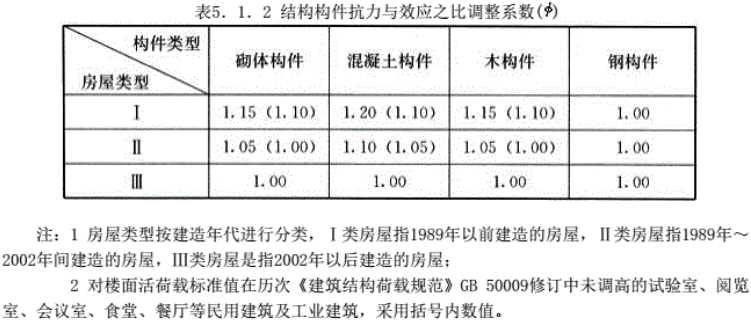 表5. 1. 2 结构构件抗力与效应之比调整系数(ϕ)
构件类型
房屋类型
砌体构件 混凝土构件 木构件 钢构件
Ⅰ 1.15 (1.10) 1.20 (1.10) 1.15 (1.10) 1.00
Ⅱ 1.05 (1.00) 1.10 (1.05) 1.05 (1.00) 1.00
Ⅲ 1.00 1.00 1.00 1.00
注: 1 房屋类型按建造年代进行分类, Ⅰ类房屋指1989年以前建造的房屋, Ⅱ类房屋指1989年～
2002年间建造的房屋, Ⅲ类房屋是指2002年以后建造的房屋;
2 对楼面活荷载标准值在历次《建筑结构荷载规范》GB 50009修订中未调高的试验室、阅览
室、会议室、食堂、餐厅等民用建筑及工业建筑, 采用括号内数值。